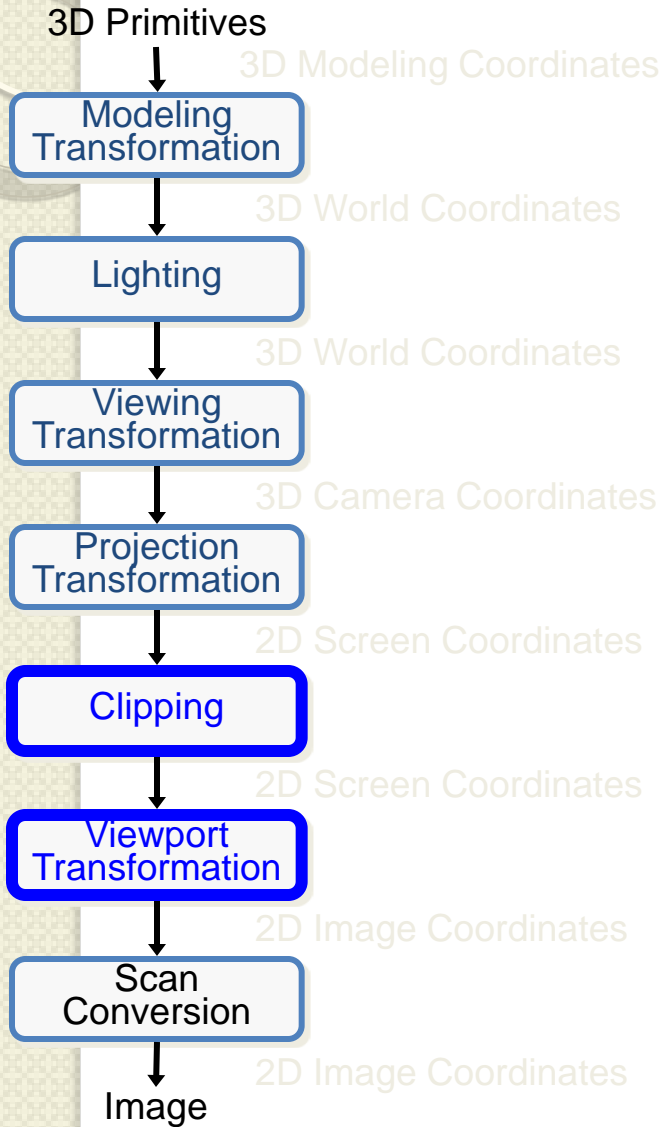 3D Primitives
3D Modeling Coordinates
Modeling
Transformation
3D World Coordinates
Lighting
3D World Coordinates
Viewing
Transformation
3D Camera Coordinates
Projection
Transformation
2D Screen Coordinates
Clipping
2D Screen Coordinates
Viewport
Transformation
2D Image Coordinates
Scan
Conversion
2D Image Coordinates
Image